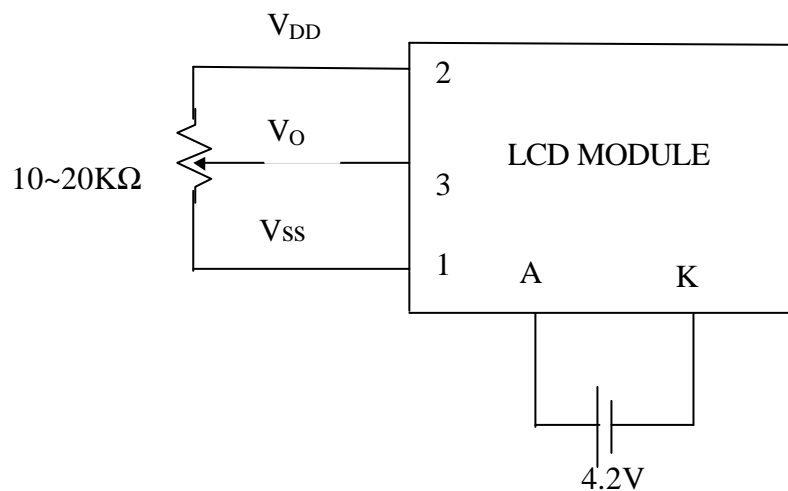 VDD
2
VO
LCD MODULE
10~20KΩ
3
VSS
1
A
K
4.2V